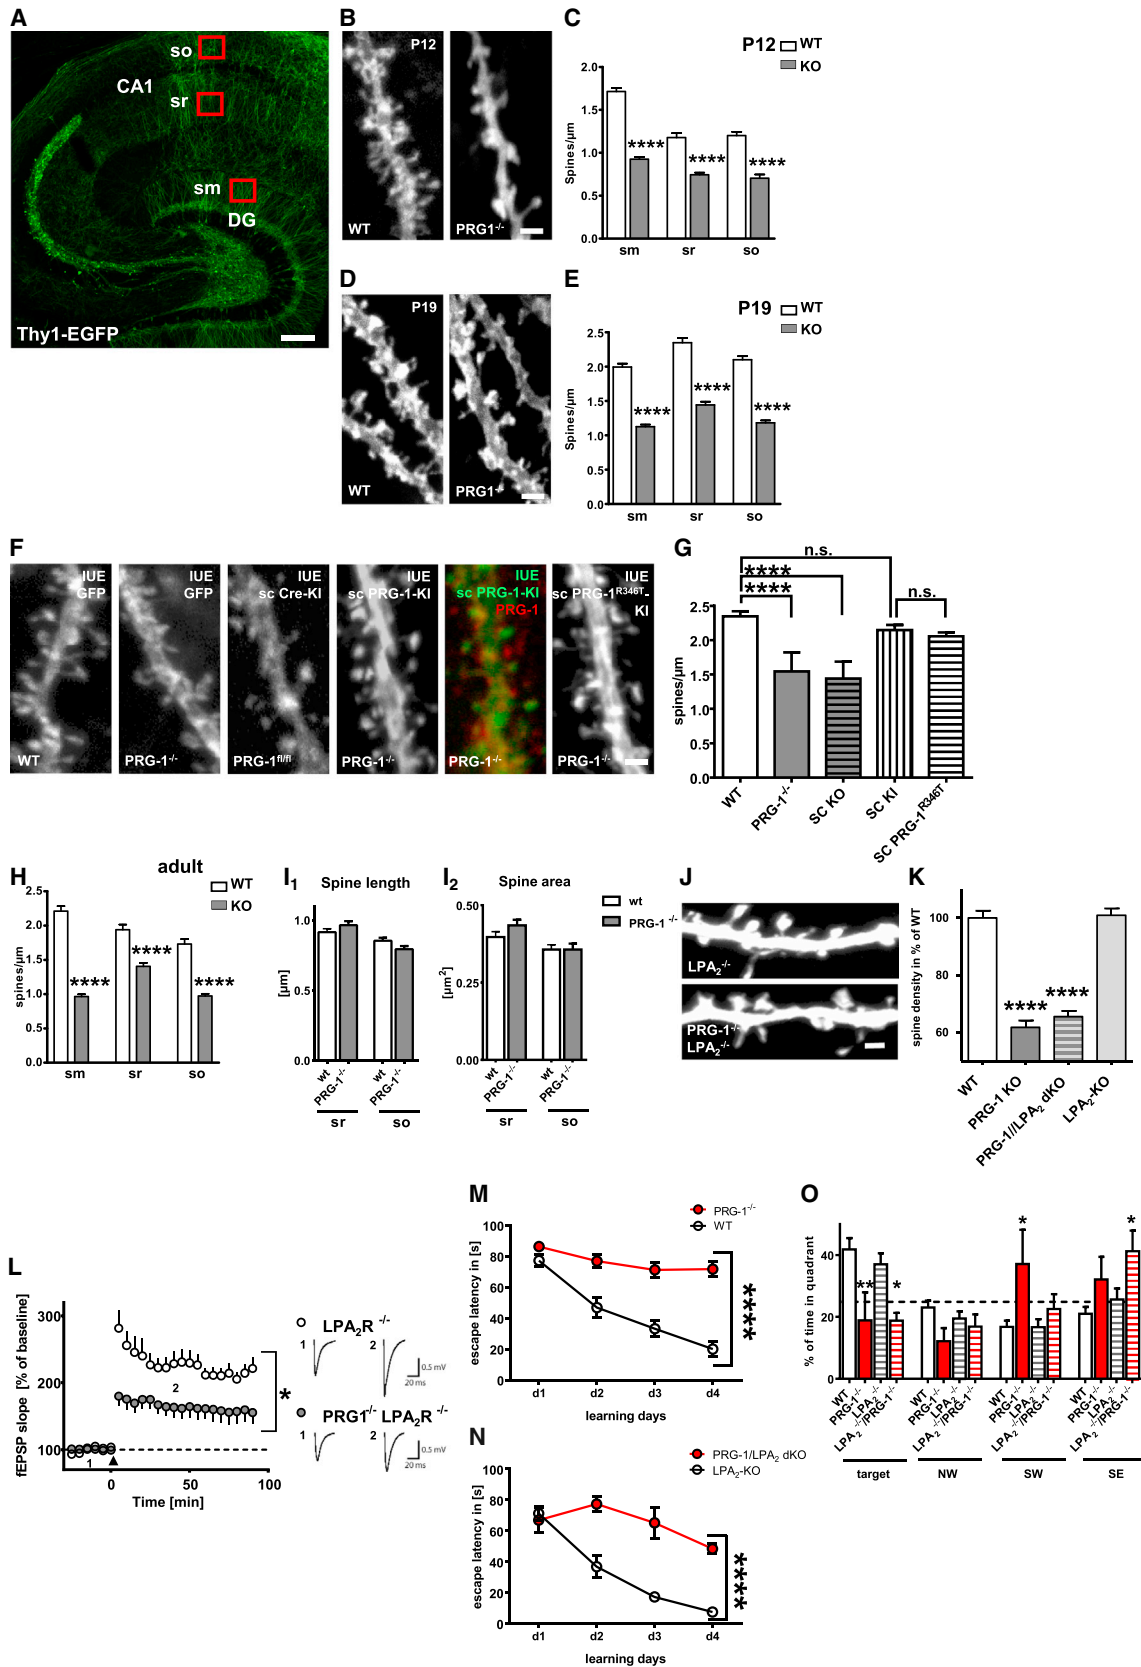 A
so
CA1
sr
sm
DG
Thy1-EGFP
B
P12
WT
PRG1-/-
C
P12
WT
KO
Spines/µm
2.0
1.5
1.0
0.5
0.0
****
****
****
sm sr so
D
P19
WT
PRG1-/-
E
P19
WT
KO
Spines/µm
2.5
2.0
1.5
1.0
0.5
0.0
****
****
****
sm sr so
F
IUE GFP
WT
IUE GFP
PRG-1-/-
IUE sc Cre-KI
PRG-1fl/fl
IUE sc PRG-1-KI
PRG-1-/-
IUE sc PRG-1-KI PRG-1
PRG-1-/-
IUE sc PRG-1R346T-KI
PRG-1-/-
G
n.s.
****
****
n.s.
spines/µm
2.5
2.0
1.5
1.0
0.5
0.0
WT
PRG-1-/-
SC KO
SC KI
SC PRG-1R346T
H
adult
WT
KO
spines/µm
2.5
2.0
1.5
1.0
0.5
0.0
****
****
****
sm sr so
I1
Spine length
[µm]
1.0
0.5
0.0
wt
PRG-1-/-
wt
PRG-1-/-
sr so
I2
Spine area
wt
PRG-1-/-
[µm2]
0.50
0.25
0.00
wt
PRG-1-/-
wt
PRG-1-/-
sr so
J
LPA2-/-
PRG-1-/-
LPA2-/-
K
spine density in % of WT
100
80
60
****
****
WT
PRG-1 KO
PRG-1//LPA2 dKO
LPA2-KO
L
fEPSP slope [% of baseline]
300
200
100
1
2
*
0 50 100
Time [min]
LPA2R -/-
1 2
0.5 mV
20 ms
PRG1-/- LPA2R -/-
1 2
0.5 mV
20 ms
M
PRG-1-/-
WT
escape latency in [s]
100
80
60
40
20
0
****
d1 d2 d3 d4
learning days
N
PRG-1/LPA2 dKO
LPA2-KO
escape latency in [s]
100
80
60
40
20
0
****
d1 d2 d3 d4
learning days
O
% of time in quadrant
40
20
0
**
*
*
*
WT
PRG-1-/-
LPA2-/-
LPA2-/-/PRG-1-/-
WT
PRG-1-/-
LPA2-/-
LPA2-/-/PRG-1-/-
WT
PRG-1-/-
LPA2-/-
LPA2-/-/PRG-1-/-
WT
PRG-1-/-
LPA2-/-
LPA2-/-/PRG-1-/-
target NW SW SE